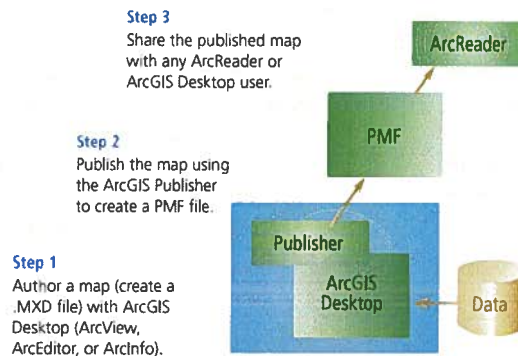 Step 3
Share the published map
with any ArcReader or
ArcGIS Desktop user.
ArcReader
PMF
Step 2
Publish the map using
the ArcGIS Publisher
to create a PMF file.
Publisher
ArcGIS
Desktop
Data
Step 1
Author a map (create a
.MXD file) with ArcGIS
Desktop (ArcView,
ArcEditor, or ArcInfo).